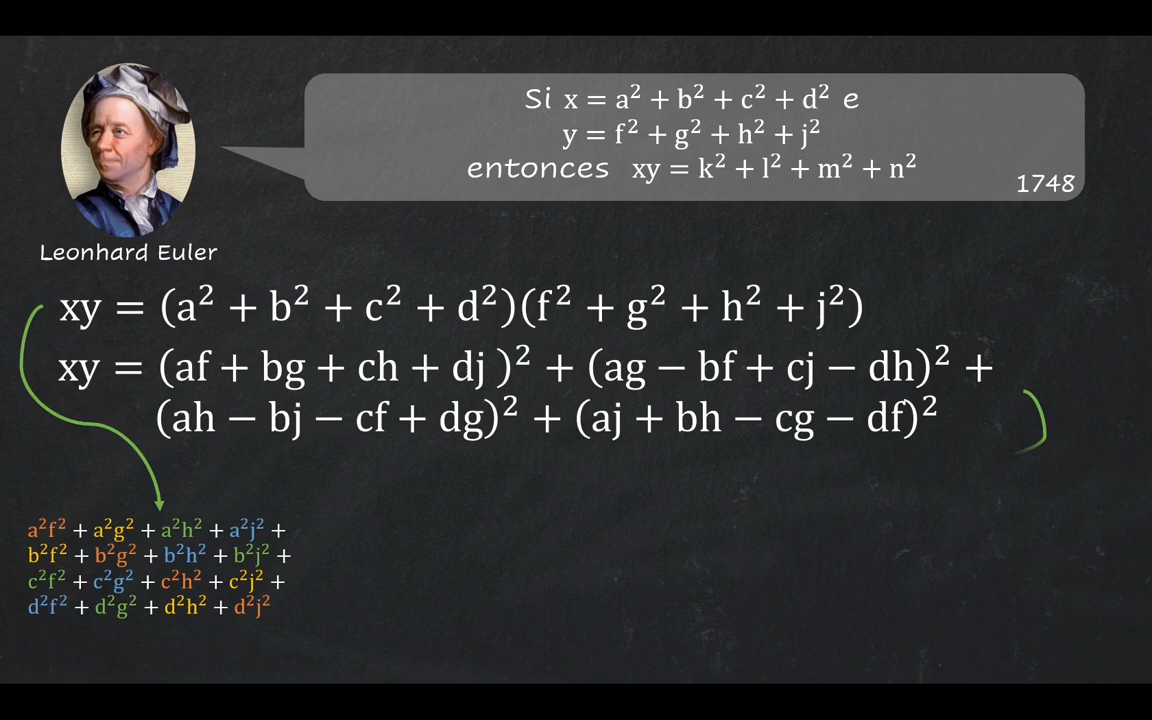 Si x = a² + b² + c² + d² e
y = f² + g² + h² + j²
entonces xy = k² + l² + m² + n²
1748
Leonhard Euler
xy = (a² + b² + c² + d²)(f² + g² + h² + j²)
xy = (af + bg + ch + dj )² + (ag − bf + cj − dh)² +
(ah − bj − cf + dg)² + (aj + bh − cg − df)²
a²f² + a²g² + a²h² + a²j² +
b²f² + b²g² + b²h² + b²j² +
c²f² + c²g² + c²h² + c²j² +
d²f² + d²g² + d²h² + d²j²